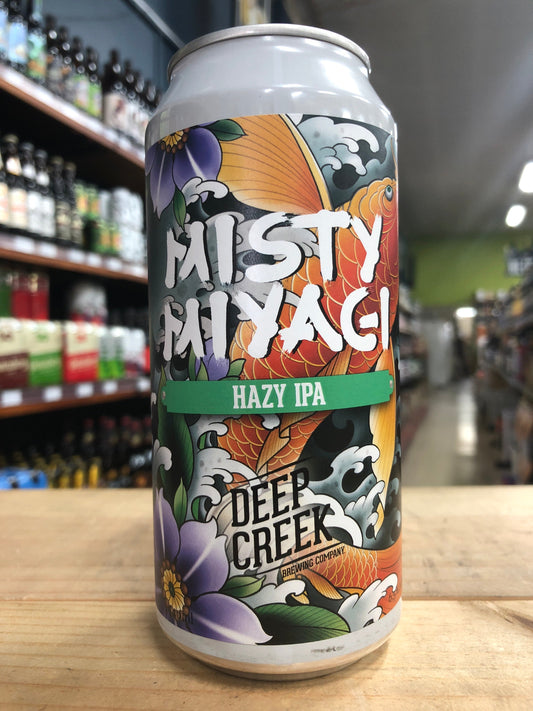 MISTY
MIYAGI
HAZY IPA
DEEP
CREEK
BREWING COMPANY